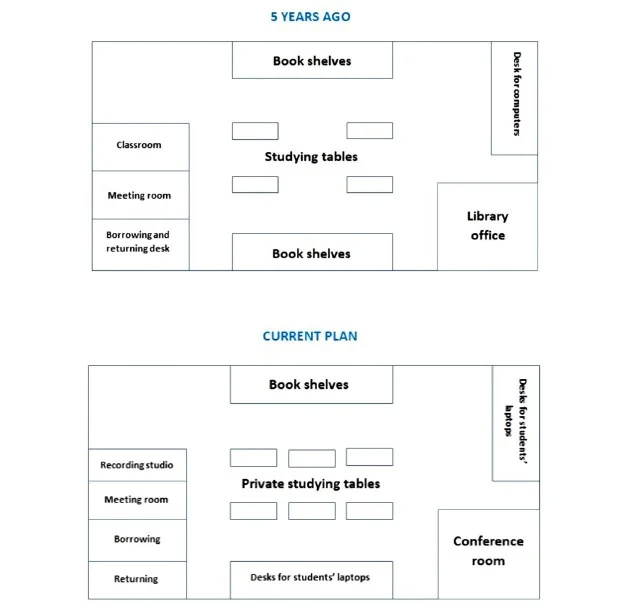 5 YEARS AGO
Book shelves
Desk for computers
Classroom
Studying tables
Meeting room
Borrowing and
returning desk
Library
office
Book shelves
CURRENT PLAN
Book shelves
Desks for students'
laptops
Recording studio
Private studying tables
Meeting room
Borrowing
Conference
room
Returning
Desks for students' laptops